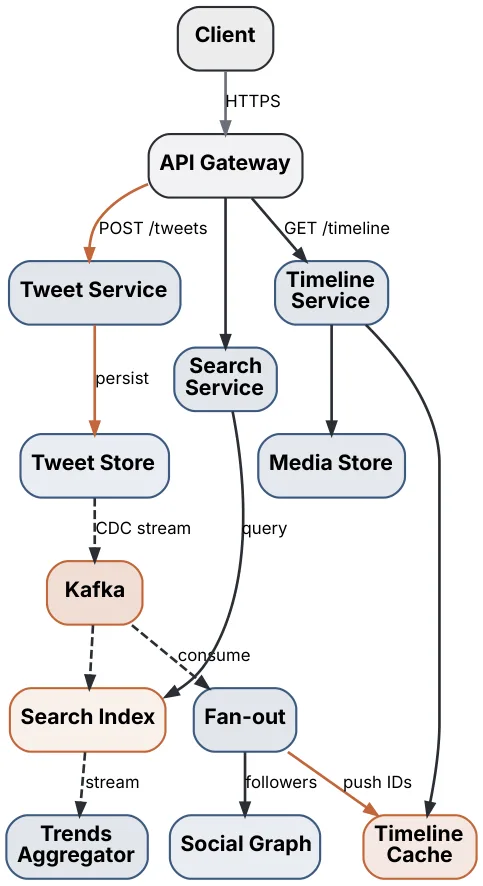 Client
HTTPS
API Gateway
POST /tweets
GET /timeline
Tweet Service
Timeline
Service
Search
Service
persist
Tweet Store
Media Store
CDC stream
query
Kafka
consume
Search Index
Fan-out
stream
followers
push IDs
Trends
Aggregator
Social Graph
Timeline
Cache